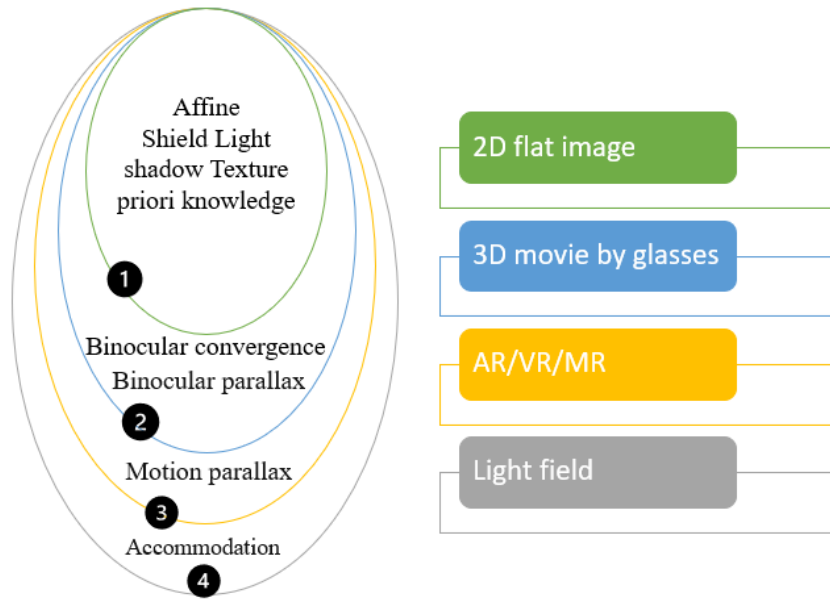 Affine
Shield Light
shadow Texture
priori knowledge
1
Binocular convergence
Binocular parallax
2
Motion parallax
3
Accommodation
4
2D flat image
3D movie by glasses
AR/VR/MR
Light field